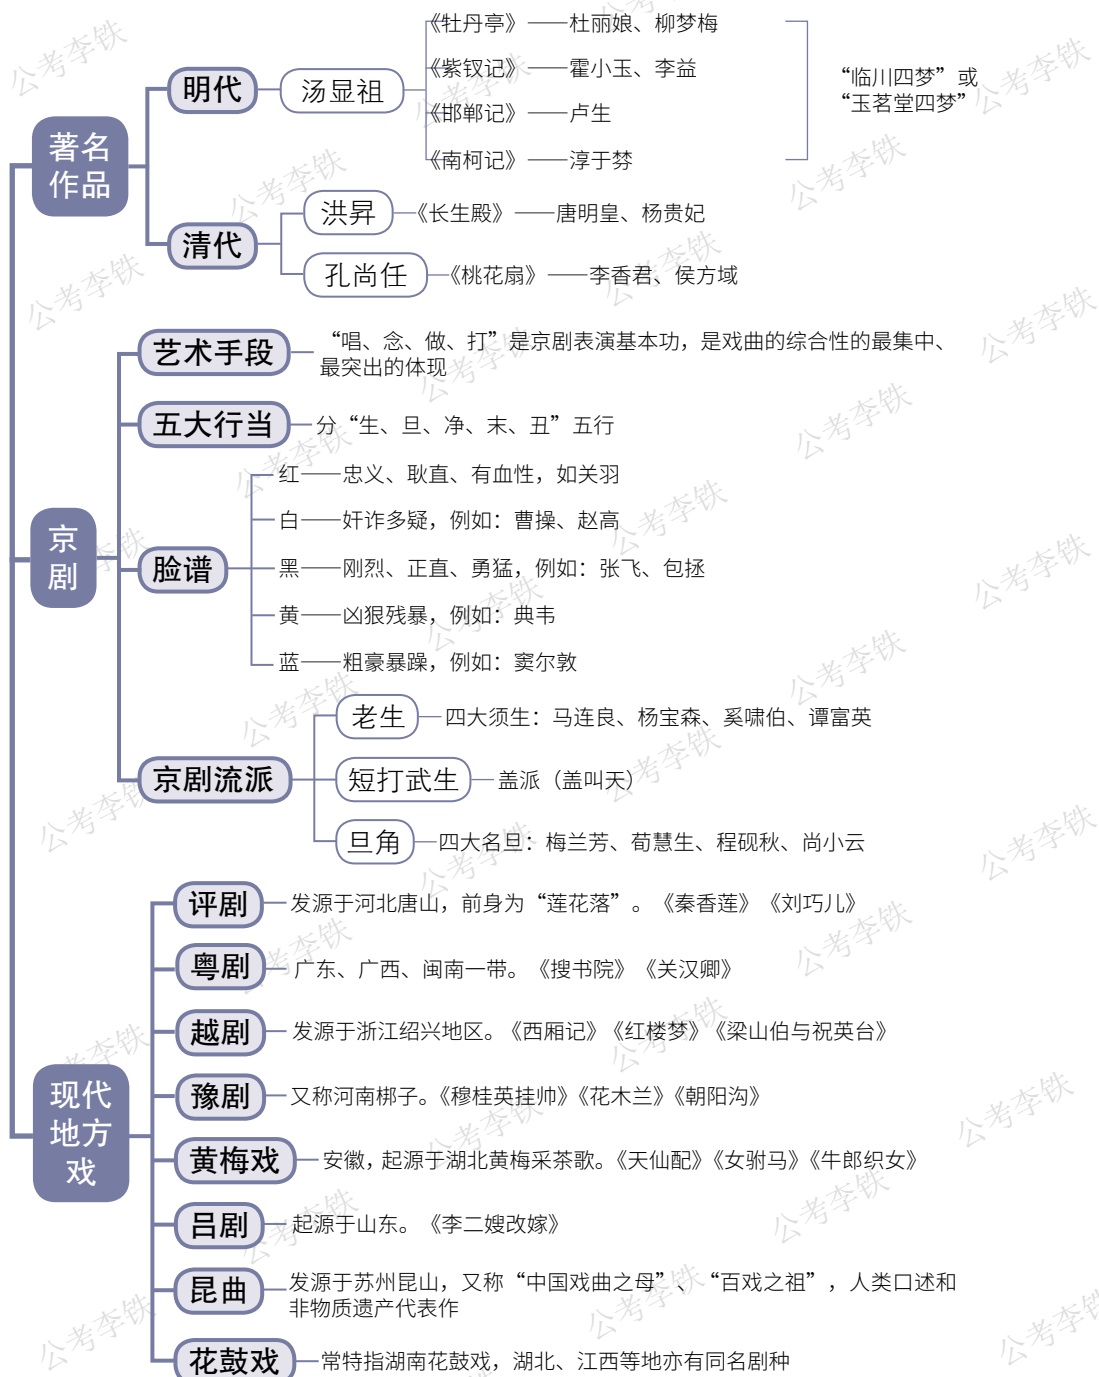 著名
作品
明代
汤显祖
《牡丹亭》——杜丽娘、柳梦梅
《紫钗记》——霍小玉、李益
《邯郸记》——卢生
《南柯记》——淳于棼
“临川四梦”或
“玉茗堂四梦”
清代
洪昇
《长生殿》——唐明皇、杨贵妃
孔尚任
《桃花扇》——李香君、侯方域
京
剧
艺术手段
“唱、念、做、打”是京剧表演基本功，是戏曲的综合性的最集中、
最突出的体现
五大行当
分“生、旦、净、末、丑”五行
脸谱
红——忠义、耿直、有血性，如关羽
白——奸诈多疑，例如：曹操、赵高
黑——刚烈、正直、勇猛，例如：张飞、包拯
黄——凶狠残暴，例如：典韦
蓝——粗豪暴躁，例如：窦尔敦
京剧流派
老生
四大须生：马连良、杨宝森、奚啸伯、谭富英
短打武生
盖派（盖叫天）
旦角
四大名旦：梅兰芳、荀慧生、程砚秋、尚小云
现代
地方
戏
评剧
发源于河北唐山，前身为“莲花落”。《秦香莲》《刘巧儿》
粤剧
广东、广西、闽南一带。《搜书院》《关汉卿》
越剧
发源于浙江绍兴地区。《西厢记》《红楼梦》《梁山伯与祝英台》
豫剧
又称河南梆子。《穆桂英挂帅》《花木兰》《朝阳沟》
黄梅戏
安徽，起源于湖北黄梅采茶歌。《天仙配》《女驸马》《牛郎织女》
吕剧
起源于山东。《李二嫂改嫁》
昆曲
发源于苏州昆山，又称“中国戏曲之母”、“百戏之祖”，人类口述和
非物质遗产代表作
花鼓戏
常特指湖南花鼓戏，湖北、江西等地亦有同名剧种
公考李铁